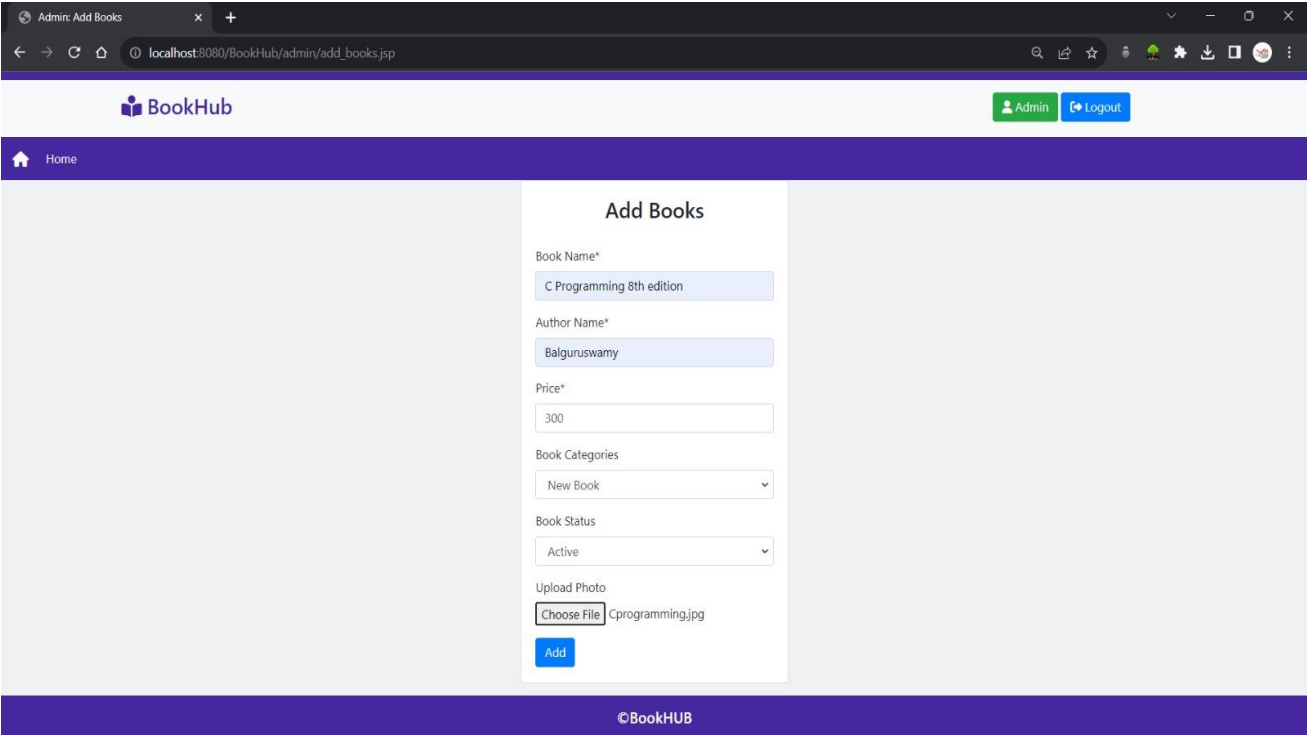 Admin: Add Books
localhost:8080/BookHub/admin/add_books.jsp
BookHub
Admin
Logout
Home
Add Books
Book Name*
C Programming 8th edition
Author Name*
Balguruswamy
Price*
300
Book Categories
New Book
Book Status
Active
Upload Photo
Choose File Cprogramming.jpg
Add
©BookHUB